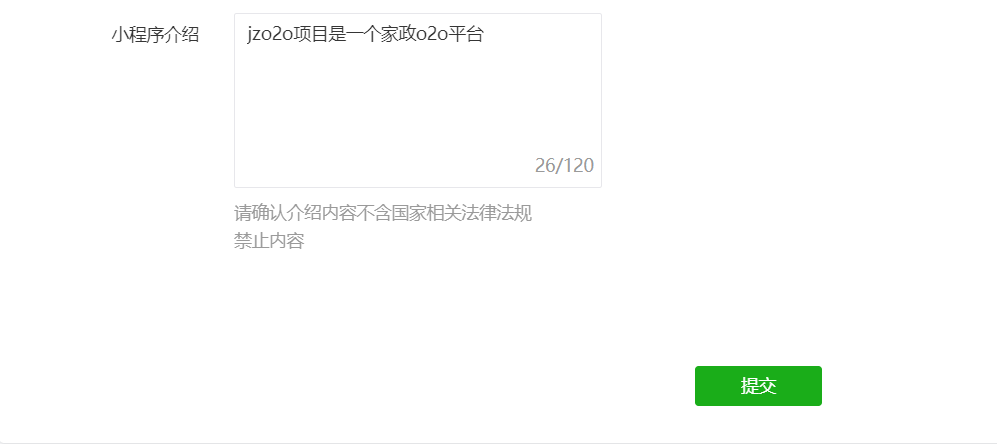 小程序介绍
jzo2o项目是一个家政o2o平台
26/120
请确认介绍内容不含国家相关法律法规
禁止内容
提交